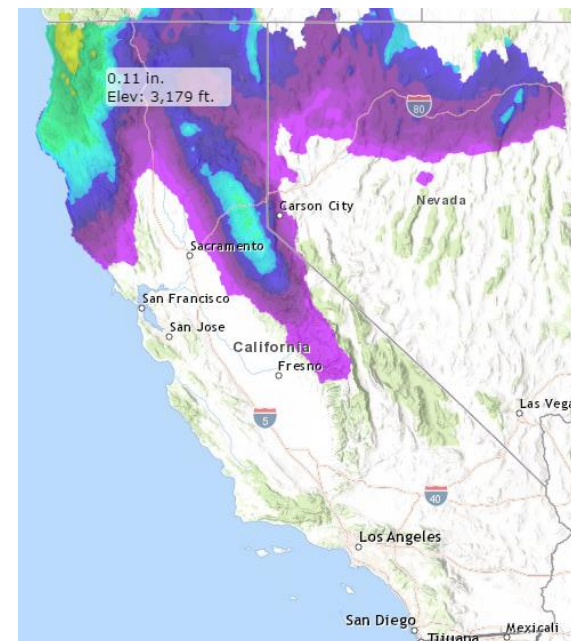 0.11 in.
Elev: 3,179 ft.
80
Carson City
Nevada
Sacramento
San Francisco
San Jose
California
Fresno
Las Vega
5
40
Los Angeles
San Diego
Tijuana
Mexicali